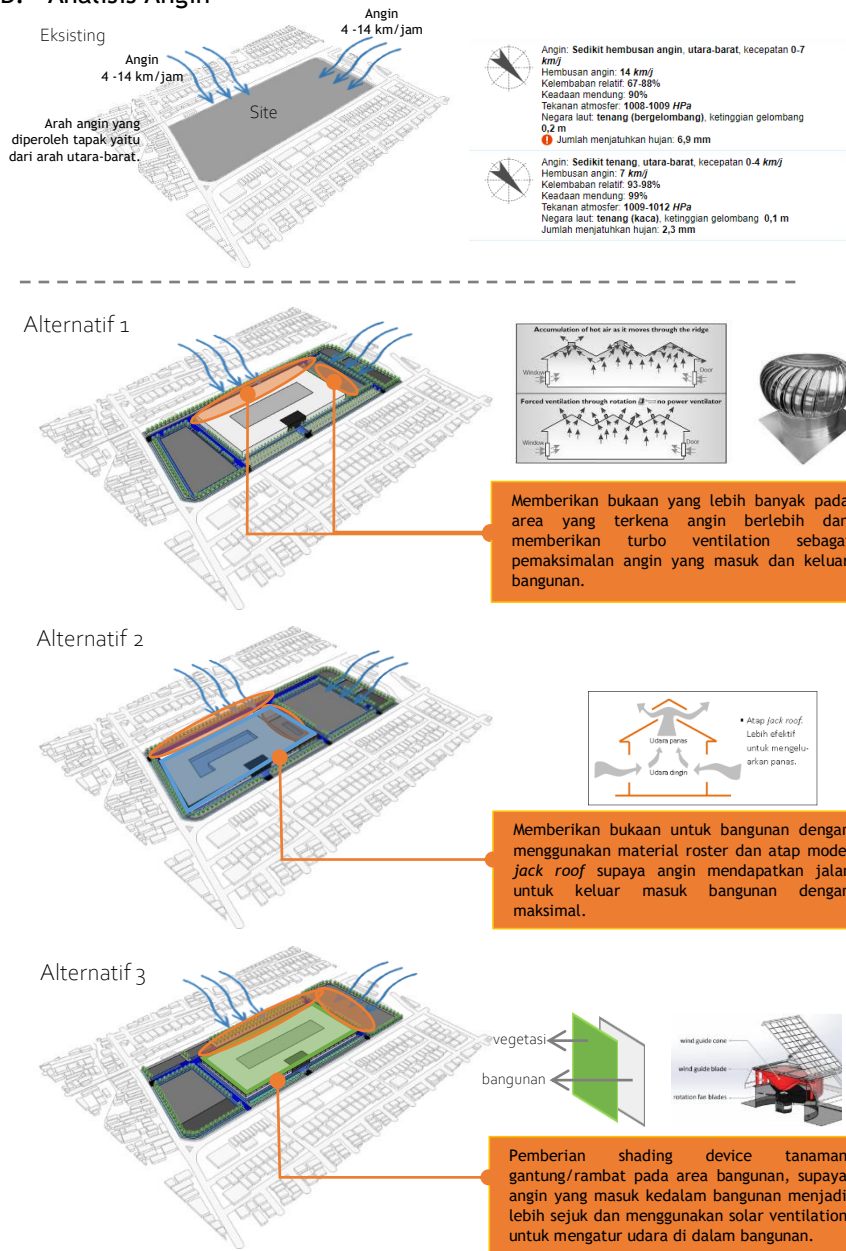 Analisis Angin
Eksisting
Angin
4 -14 km/jam
Angin
4 -14 km/jam
Site
Arah angin yang
diperoleh tapak yaitu
dari arah utara-barat.
Angin: Sedikit hembusan angin, utara-barat, kecepatan 0-7
km/j
Hembusan angin: 14 km/j
Kelembaban relatif: 67-88%
Keadaan mendung: 90%
Tekanan atmosfer: 1008-1009 HPa
Negara laut: tenang (bergelombang), ketinggian gelombang
0,2 m
Jumlah menjatuhkan hujan: 6,9 mm
Angin: Sedikit tenang, utara-barat, kecepatan 0-4 km/j
Hembusan angin: 7 km/j
Kelembaban relatif: 93-98%
Keadaan mendung: 99%
Tekanan atmosfer: 1009-1012 HPa
Negara laut: tenang (kaca), ketinggian gelombang 0,1 m
Jumlah menjatuhkan hujan: 2,3 mm
Alternatif 1
Accumulation of hot air as it moves through the ridge
Window
Door
Forced ventilation through rotation no power ventilator
Window
Door
Memberikan bukaan yang lebih banyak pada
area yang terkena angin berlebih dan
memberikan turbo ventilation sebagai
pemaksimalan angin yang masuk dan keluar
bangunan.
Alternatif 2
Udara panas
Udara dingin
• Atap jack roof.
Lebih efektif
untuk mengelu-
arkan panas.
Memberikan bukaan untuk bangunan dengan
menggunakan material roster dan atap model
jack roof supaya angin mendapatkan jalan
untuk keluar masuk bangunan dengan
maksimal.
Alternatif 3
vegetasi
bangunan
wind guide cone
wind guide blade
rotation fan blades
Pemberian shading device tanaman
gantung/rambat pada area bangunan, supaya
angin yang masuk kedalam bangunan menjadi
lebih sejuk dan menggunakan solar ventilation
untuk mengatur udara di dalam bangunan.